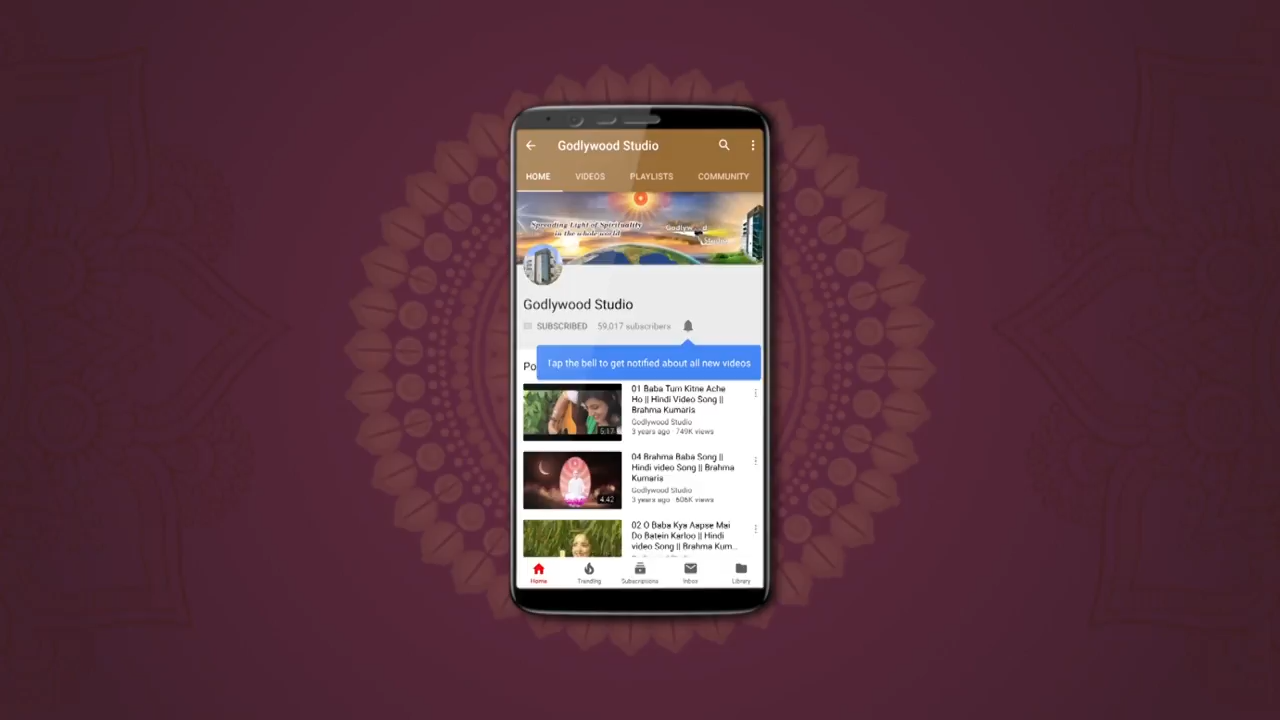 Godlywood Studio
HOME VIDEOS PLAYLISTS COMMUNITY
Spreading Light of Spirituality
in the whole world
Godlywood Studio
SUBSCRIBED 59,017 subscribers
Tap the bell to get notified about all new videos
Po
01 Baba Tum Kitne Ache
Ho || Hindi Video Song ||
Brahma Kumaris
Godlywood Studio
3 years ago · 749K views
5:17
04 Brahma Baba Song ||
Hindi video Song || Brahma
Kumaris
Godlywood Studio
3 years ago · 606K views
4:42
02 O Baba Kya Aapse Mai
Do Batein Karloo || Hindi
video Song || Brahma Kum...
Home Trending Subscriptions Inbox Library